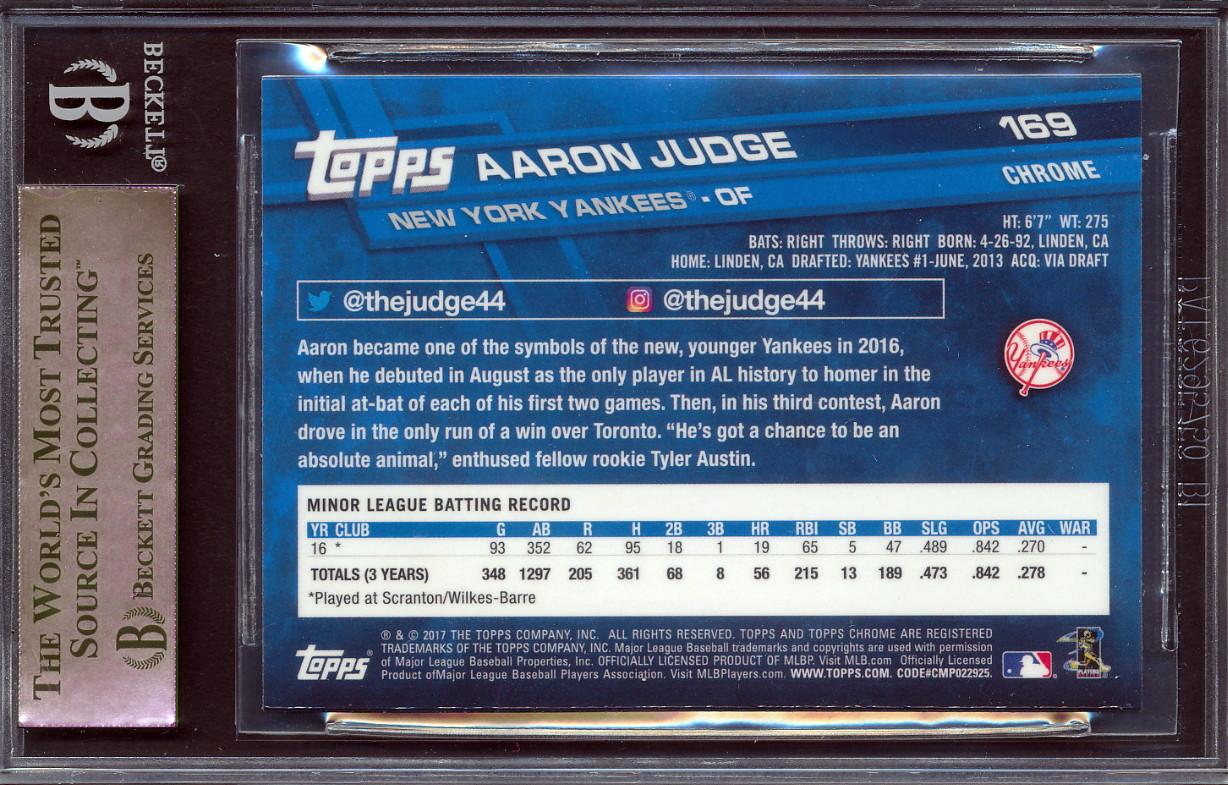 BECKETT®
B
THE WORLD'S MOST TRUSTED
SOURCE IN COLLECTING™
B BECKETT GRADING SERVICES
topps AARON JUDGE 169
NEW YORK YANKEES® - OF CHROME
HT: 6'7" WT: 275
BATS: RIGHT THROWS: RIGHT BORN: 4-26-92, LINDEN, CA
HOME: LINDEN, CA DRAFTED: YANKEES #1-JUNE, 2013 ACQ: VIA DRAFT
@thejudge44 @thejudge44
Aaron became one of the symbols of the new, younger Yankees in 2016,
when he debuted in August as the only player in AL history to homer in the
initial at-bat of each of his first two games. Then, in his third contest, Aaron
drove in the only run of a win over Toronto. “He’s got a chance to be an
absolute animal,” enthused fellow rookie Tyler Austin.
Yankees
MINOR LEAGUE BATTING RECORD
YR CLUB G AB R H 2B 3B HR RBI SB BB SLG OPS AVG WAR
16 * 93 352 62 95 18 1 19 65 5 47 .489 .842 .270 -
TOTALS (3 YEARS) 348 1297 205 361 68 8 56 215 13 189 .473 .842 .278 -
*Played at Scranton/Wilkes-Barre
® & © 2017 THE TOPPS COMPANY, INC. ALL RIGHTS RESERVED. TOPPS AND TOPPS CHROME ARE REGISTERED
TRADEMARKS OF THE TOPPS COMPANY, INC. Major League Baseball trademarks and copyrights are used with permission
of Major League Baseball Properties, Inc. OFFICIALLY LICENSED PRODUCT OF MLBP. Visit MLB.com Officially Licensed
Product ofMajor League Baseball Players Association. Visit MLBPlayers.com. WWW.TOPPS.COM. CODE#CMP022925.
topps®